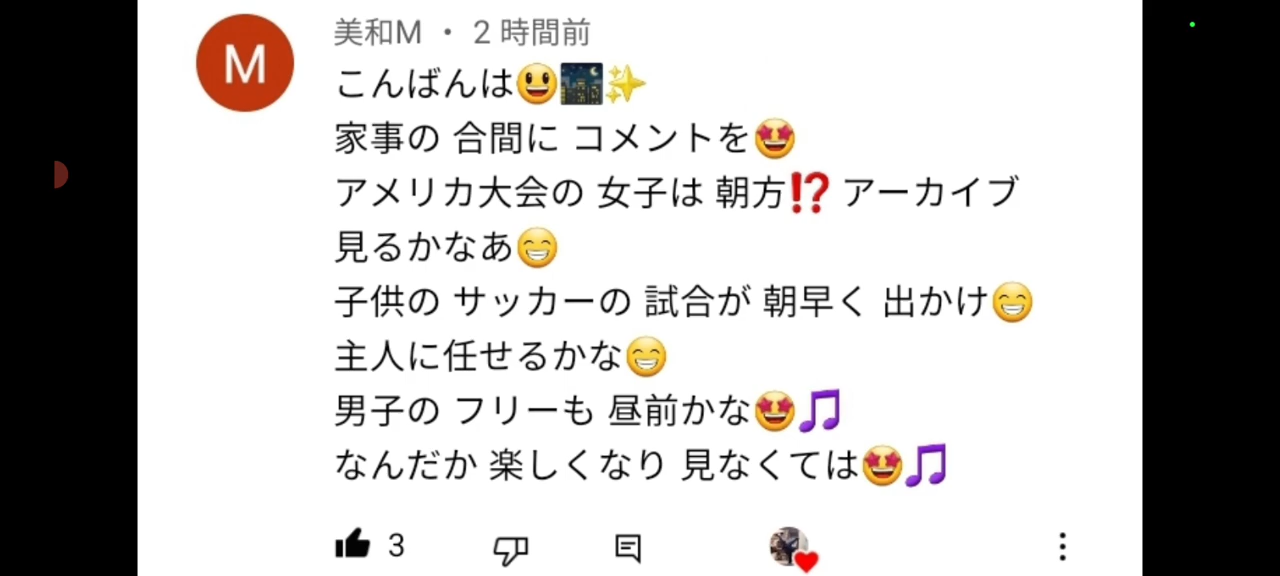 M
美和M ・ 2 時間前
こんばんは😃🌃✨
家事の 合間に コメントを🤩
アメリカ大会の 女子は 朝方⁉️ アーカイブ
見るかなあ😁
子供の サッカーの 試合が 朝早く 出かけ😁
主人に任せるかな😁
男子の フリーも 昼前かな🤩🎵
なんだか 楽しくなり 見なくては🤩🎵
3